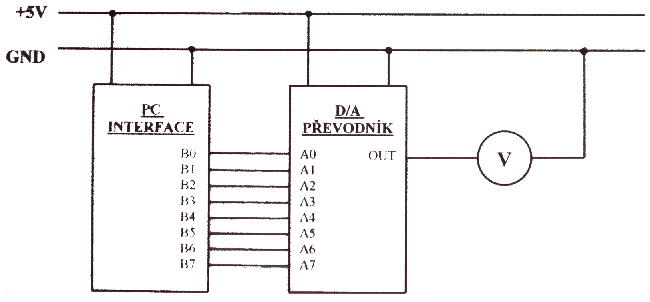 +5V
GND
PC
INTERFACE
B0
B1
B2
B3
B4
B5
B6
B7
D/A
PŘEVODNÍK
A0
A1
A2
A3
A4
A5
A6
A7
OUT
V